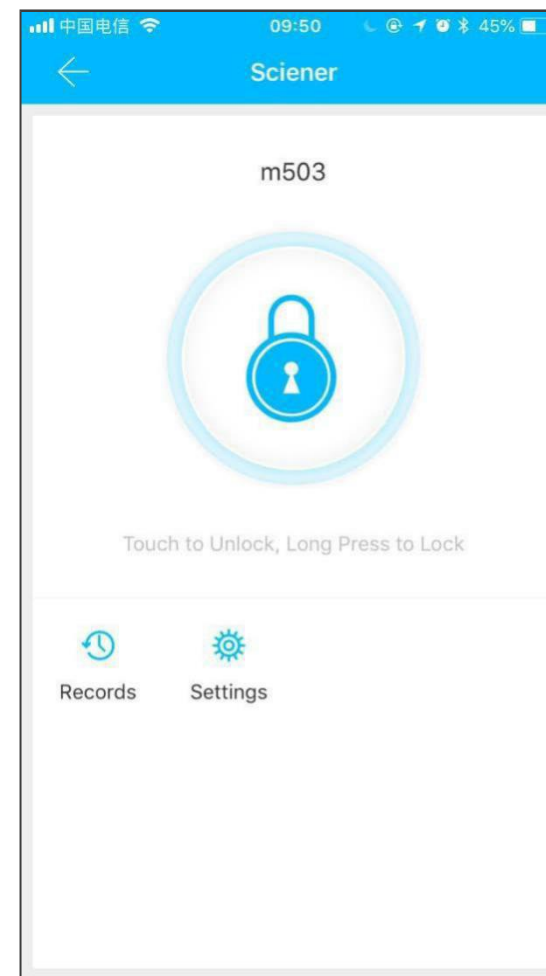 中国电信 09:50 45%
Sciener
m503
Touch to Unlock, Long Press to Lock
Records Settings